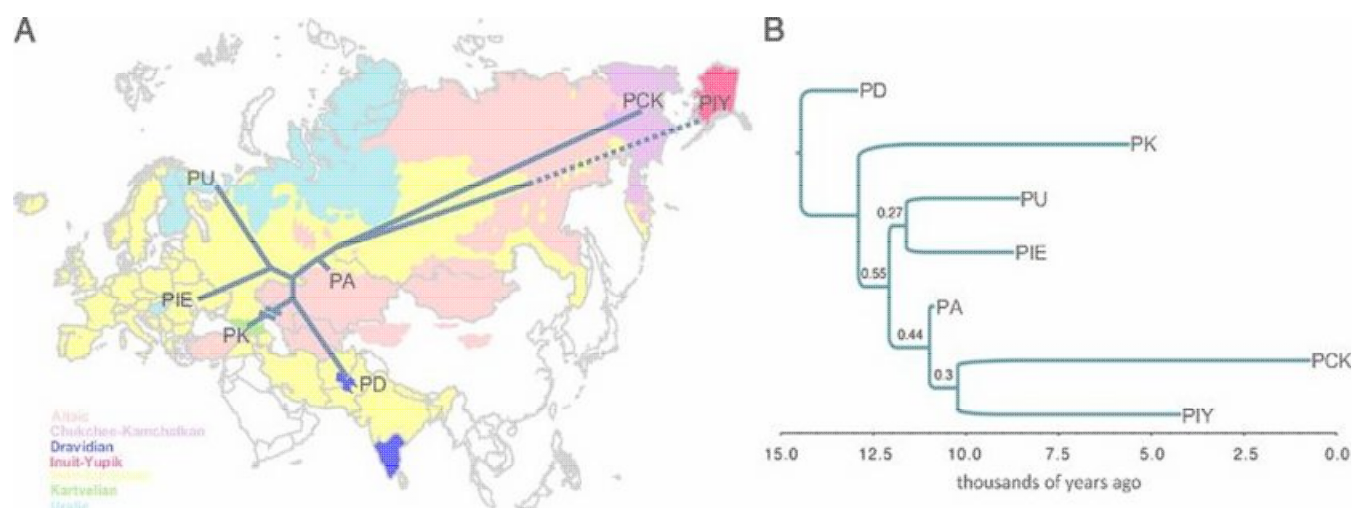 A
PCK
PIY
PU
PIE
PA
PK
PD
Altaic
Chukchee-Kamchatkan
Dravidian
Inuit-Yupik
Kartvelian
Uralic
B
PD
PK
PU
0.27
PIE
0.55
PA
0.44
PCK
0.3
PIY
15.0 12.5 10.0 7.5 5.0 2.5 0.0
thousands of years ago